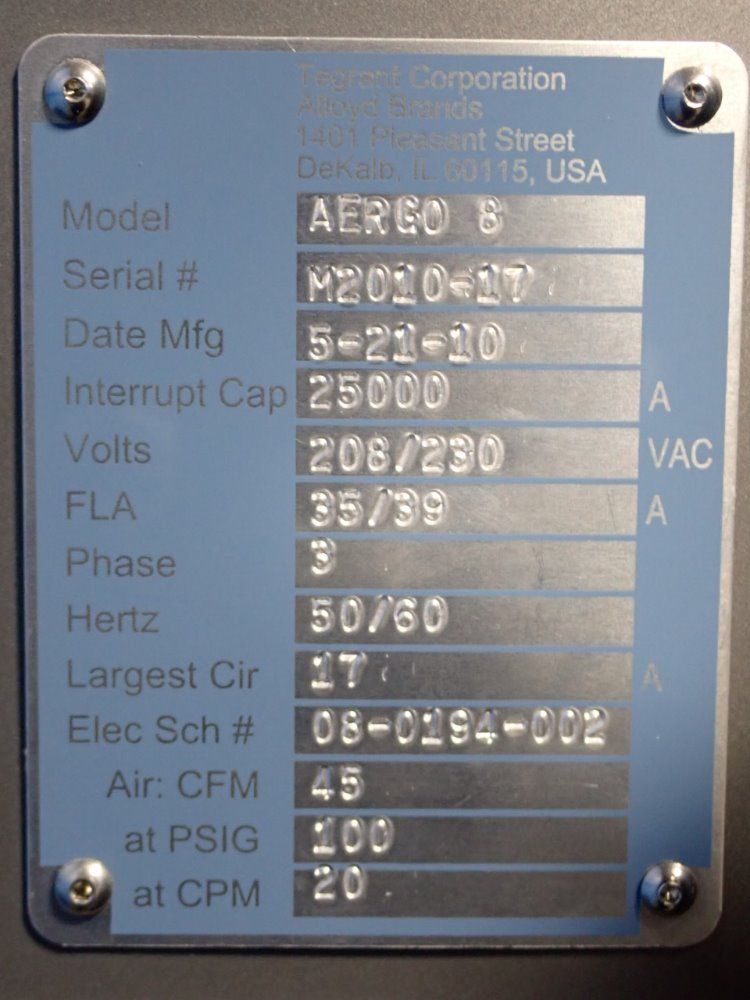 Tegrant Corporation
Alloyd Brands
1401 Pleasant Street
DeKalb, IL 60115, USA
Model AERGO 8
Serial # M2010-17
Date Mfg 5-21-10
Interrupt Cap 25000 A
Volts 208/230 VAC
FLA 35/39 A
Phase 3
Hertz 50/60
Largest Cir 17 A
Elec Sch # 08-0194-002
Air: CFM 45
at PSIG 100
at CPM 20